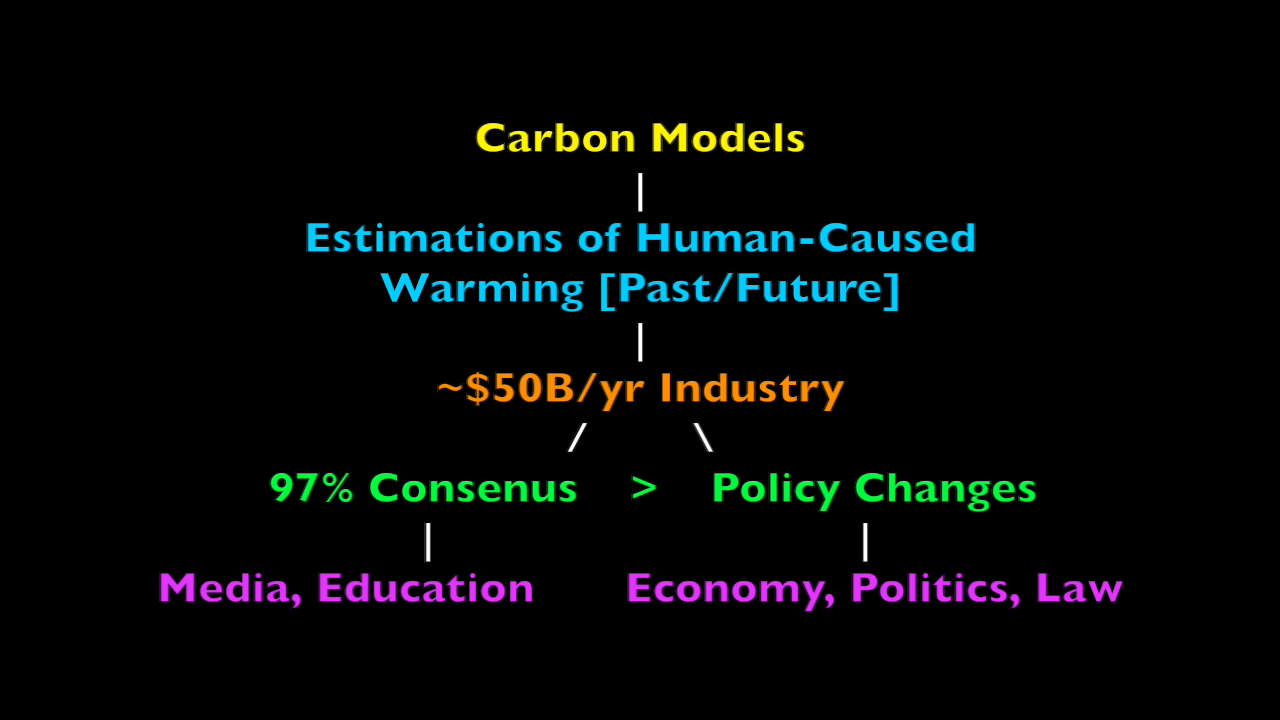 Carbon Models
|
Estimations of Human-Caused
Warming [Past/Future]
|
~$50B/yr Industry
/ \
97% Consenus > Policy Changes
| |
Media, Education Economy, Politics, Law